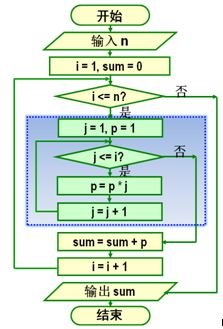 开始
输入 n
i = 1, sum = 0
i <= n?
否
是
j = 1, p = 1
j <= i?
否
是
p = p * j
j = j + 1
sum = sum + p
i = i + 1
输出 sum
结束